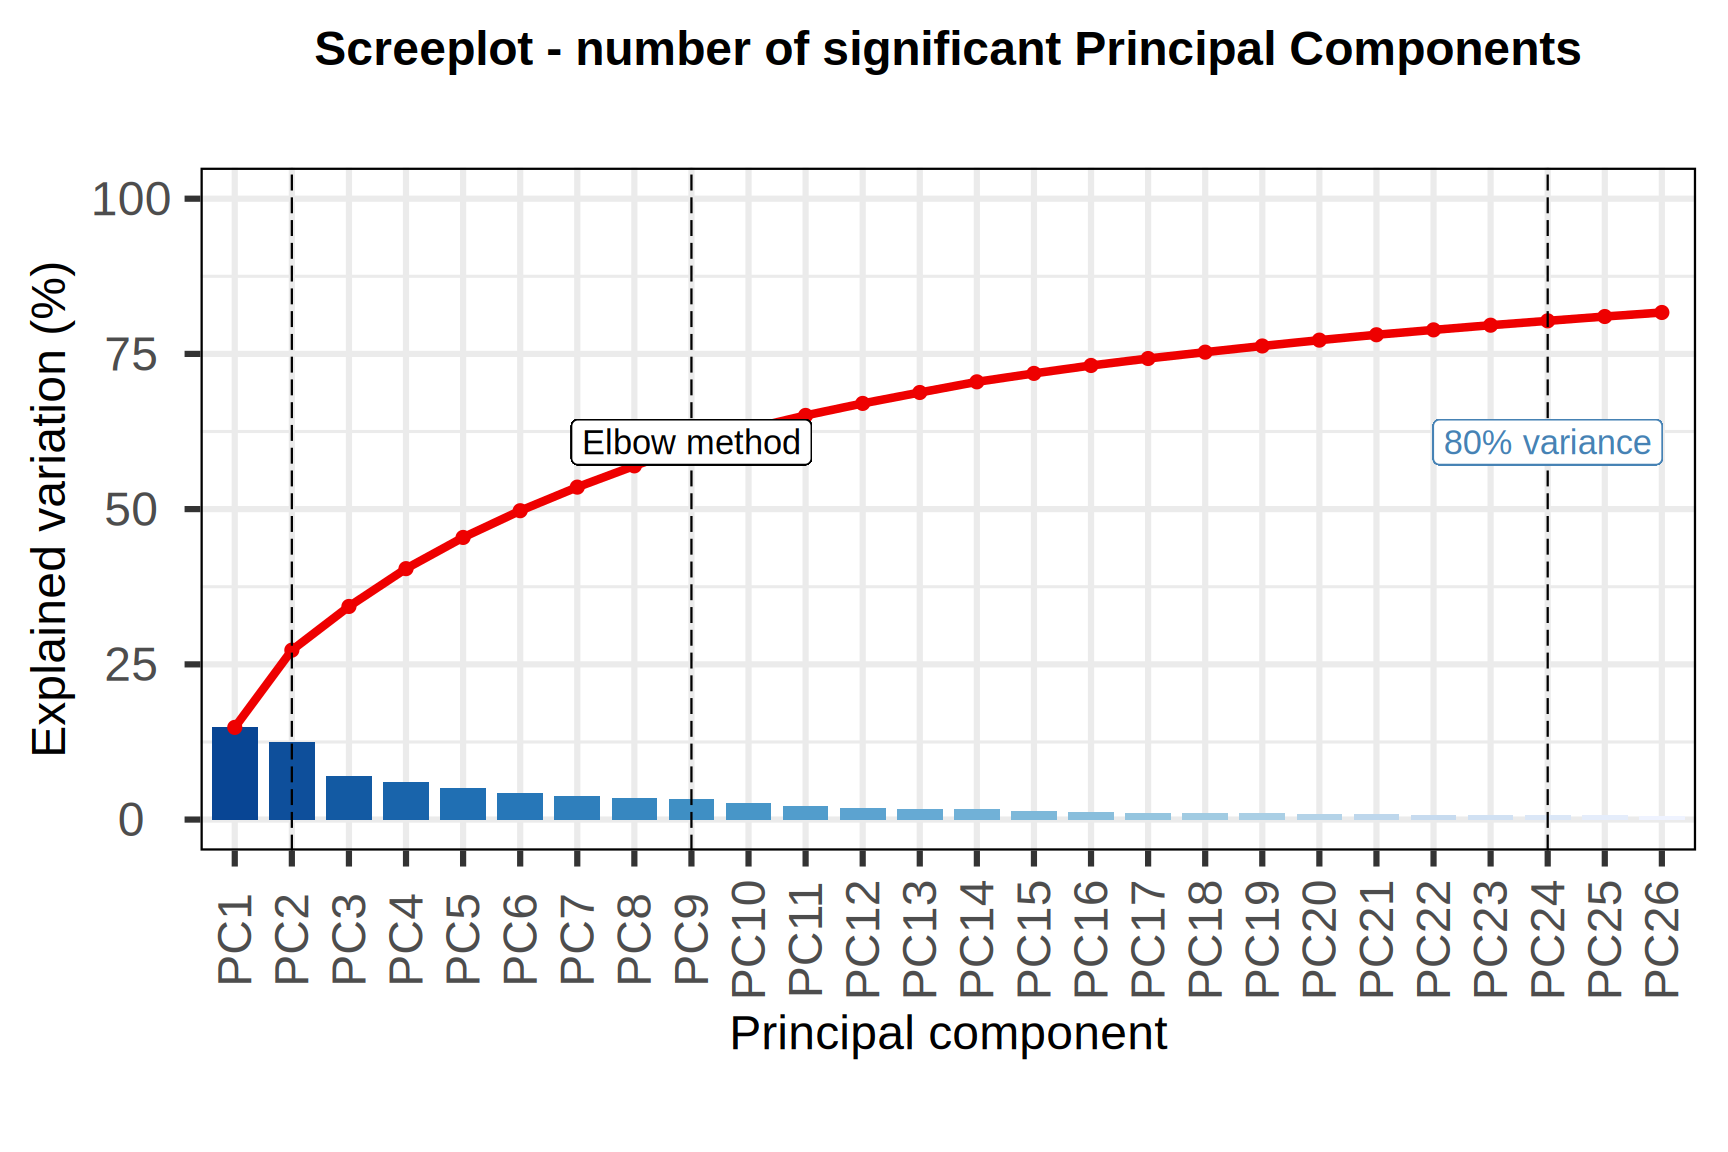 Screeplot - number of significant Principal Components
Explained variation (%)
100
75
50
25
0
Elbow method
80% variance
PC1
PC2
PC3
PC4
PC5
PC6
PC7
PC8
PC9
PC10
PC11
PC12
PC13
PC14
PC15
PC16
PC17
PC18
PC19
PC20
PC21
PC22
PC23
PC24
PC25
PC26
Principal component